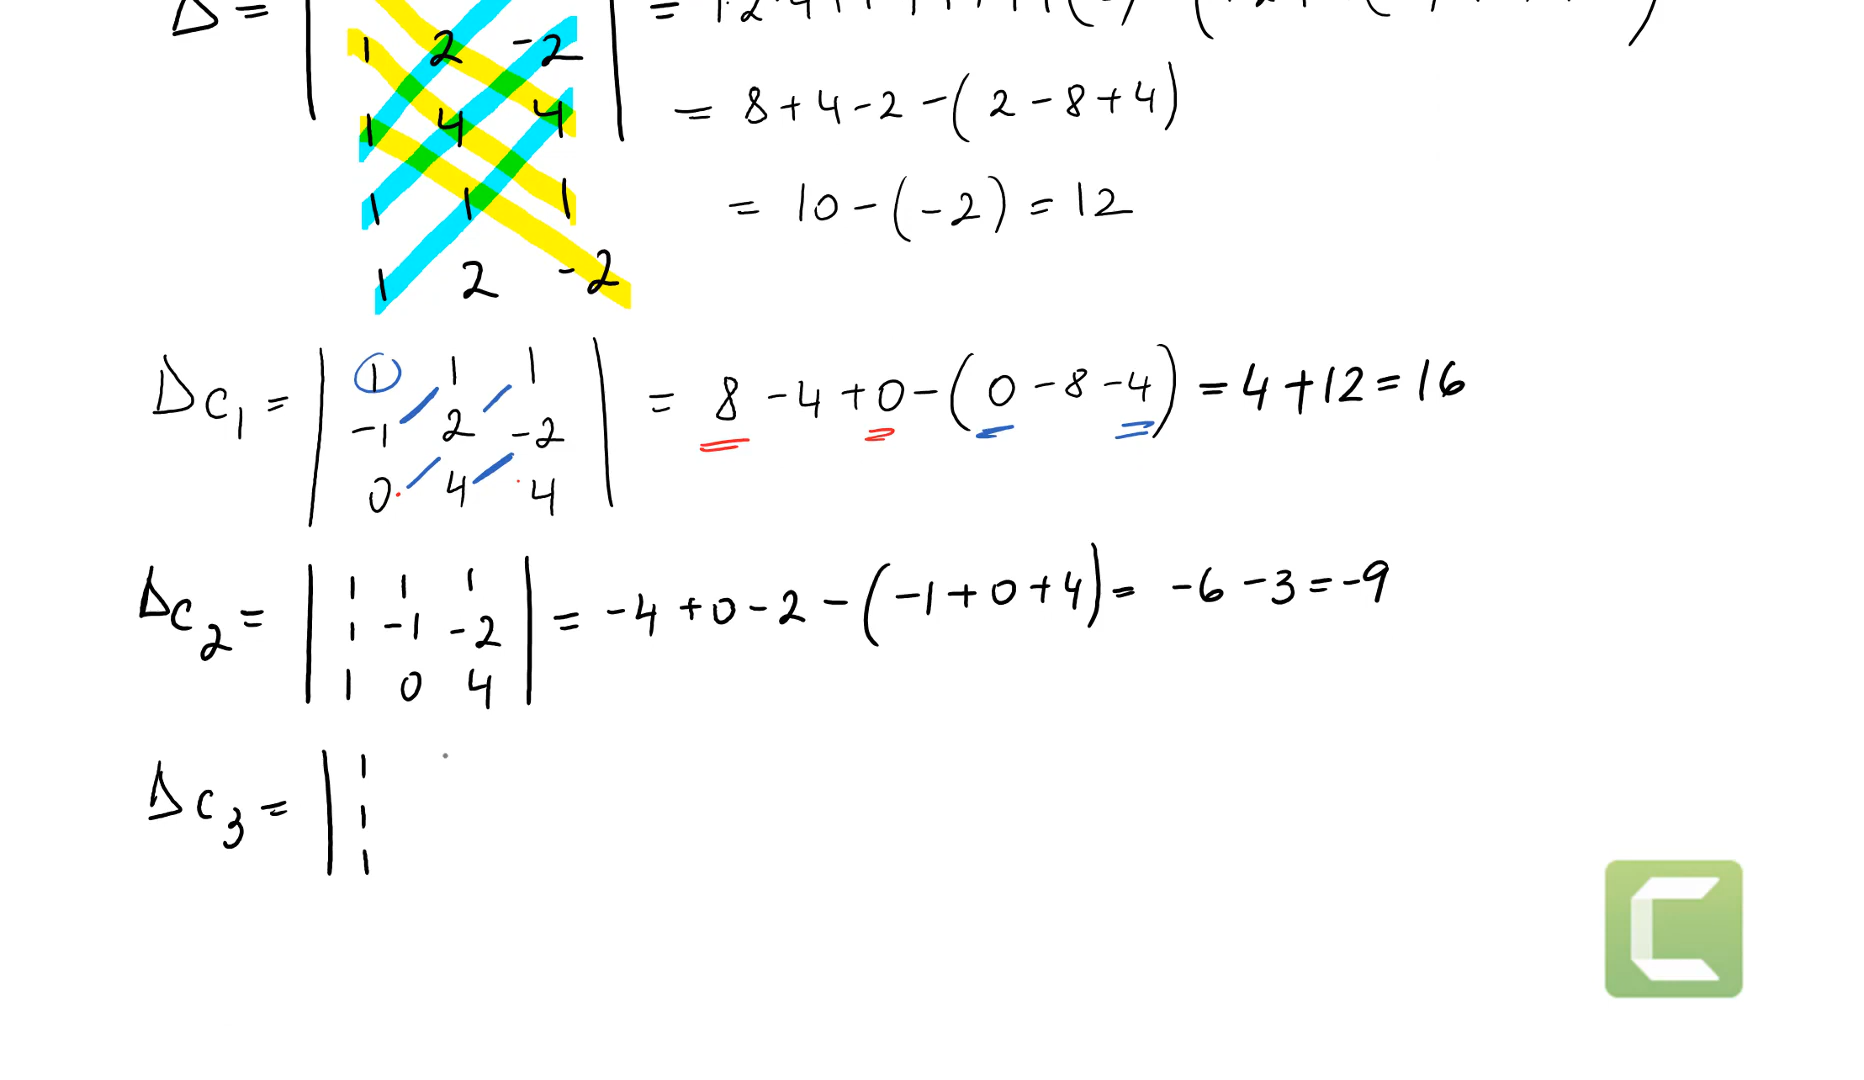 Δ = | | =
1 2 -2
1 4 4 = 8 + 4 - 2 - ( 2 - 8 + 4 )
1 1 1 = 10 - ( - 2 ) = 12
1 2 -2
Δc₁ = | 1 1 1 | = 8 - 4 + 0 - ( 0 - 8 - 4 ) = 4 + 12 = 16
-1 2 -2
0 4 4
Δc₂ = | 1 1 1 | = -4 + 0 - 2 - ( -1 + 0 + 4 ) = -6 - 3 = -9
1 -1 -2
1 0 4
Δc₃ = | 1
1
1